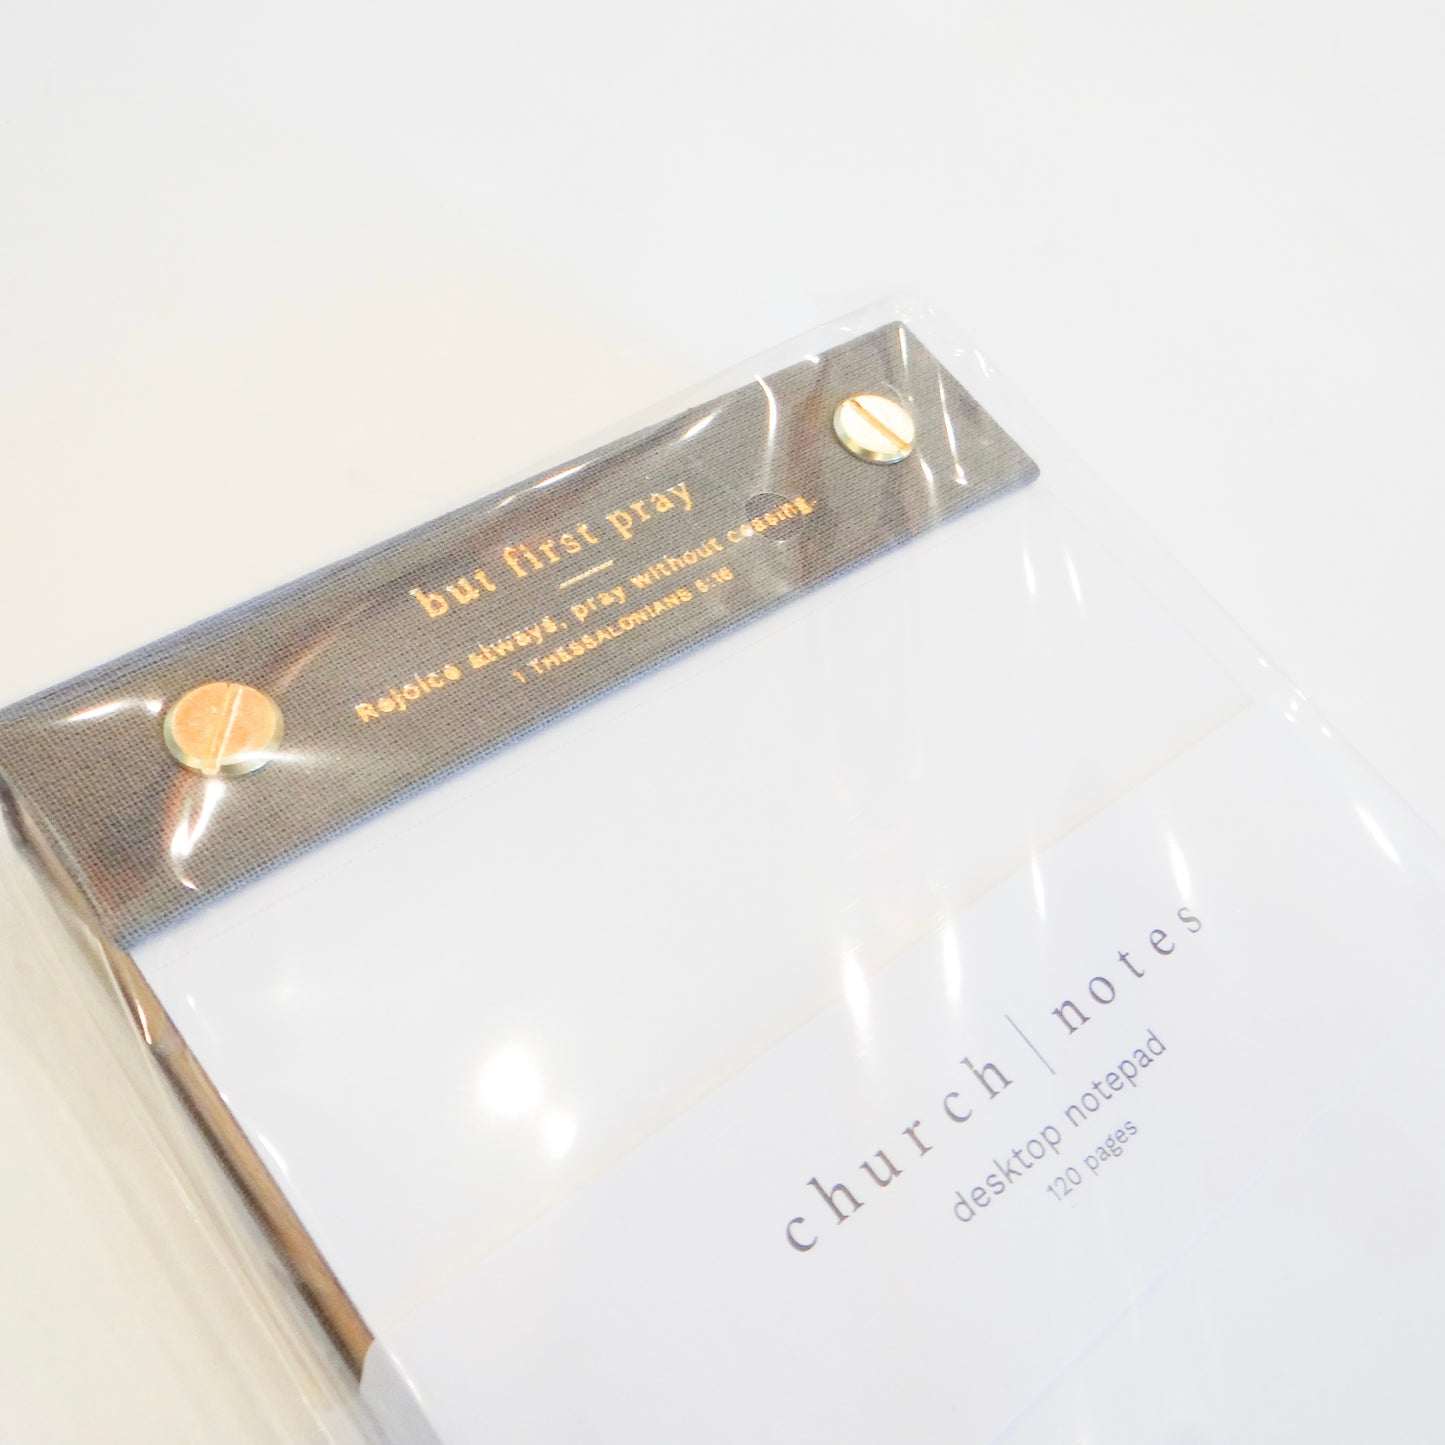 but first pray
Rejoice always, pray without ceasing.
1 THESSALONIANS 5:16
church | notes
desktop notepad
120 pages